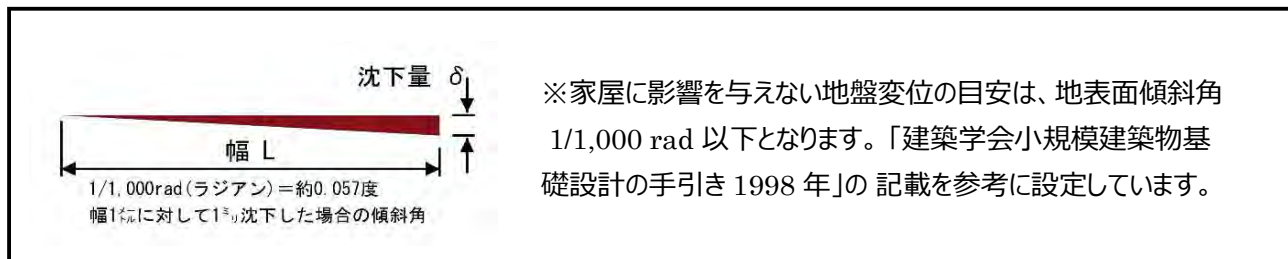 沈下量 δ
幅 L
1/1,000rad(ラジアン)＝約0.057度
幅1㍍に対して1㍉沈下した場合の傾斜角
※家屋に影響を与えない地盤変位の目安は、地表面傾斜角
1/1,000 rad 以下となります。「建築学会小規模建築物基
礎設計の手引き 1998 年」の 記載を参考に設定しています。